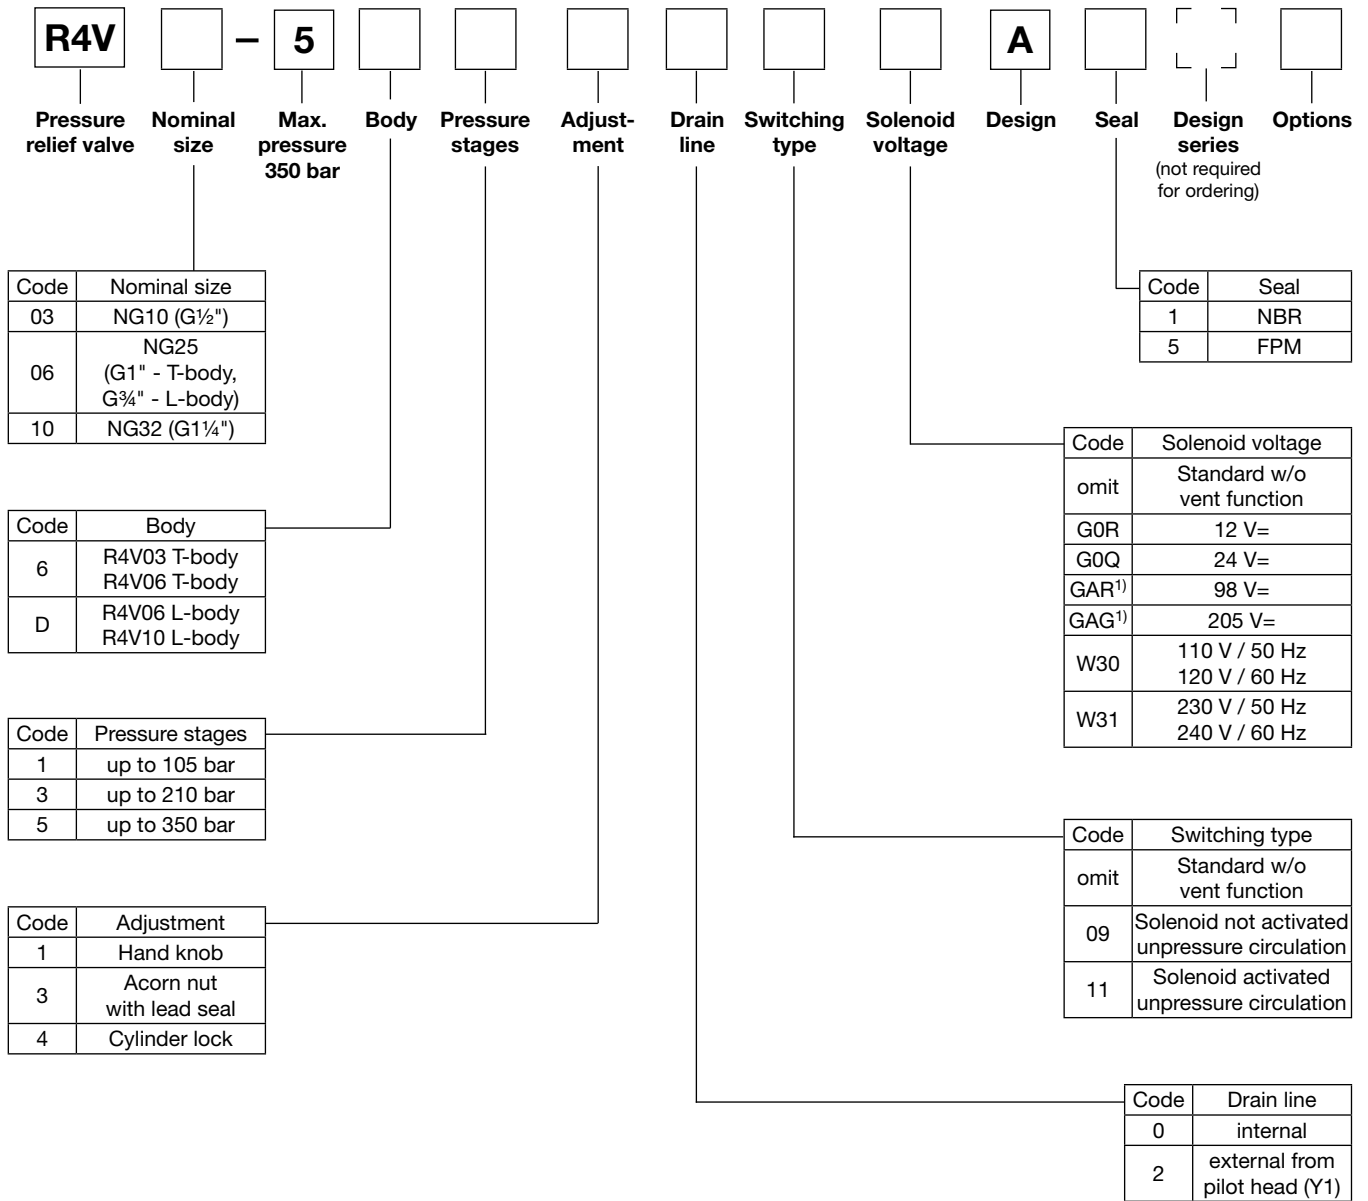 R4V – 5 A
Pressure relief valve
Nominal size
Max. pressure 350 bar
Body
Pressure stages
Adjust-ment
Drain line
Switching type
Solenoid voltage
Design
Seal
Design series (not required for ordering)
Options
Code Nominal size
03 NG10 (G½")
06 NG25 (G1" - T-body, G¾" - L-body)
10 NG32 (G1¼")
Code Body
6 R4V03 T-body R4V06 T-body
D R4V06 L-body R4V10 L-body
Code Pressure stages
1 up to 105 bar
3 up to 210 bar
5 up to 350 bar
Code Adjustment
1 Hand knob
3 Acorn nut with lead seal
4 Cylinder lock
Code Seal
1 NBR
5 FPM
Code Solenoid voltage
omit Standard w/o vent function
G0R 12 V=
G0Q 24 V=
GAR1) 98 V=
GAG1) 205 V=
W30 110 V / 50 Hz 120 V / 60 Hz
W31 230 V / 50 Hz 240 V / 60 Hz
Code Switching type
omit Standard w/o vent function
09 Solenoid not activated unpressure circulation
11 Solenoid activated unpressure circulation
Code Drain line
0 internal
2 external from pilot head (Y1)